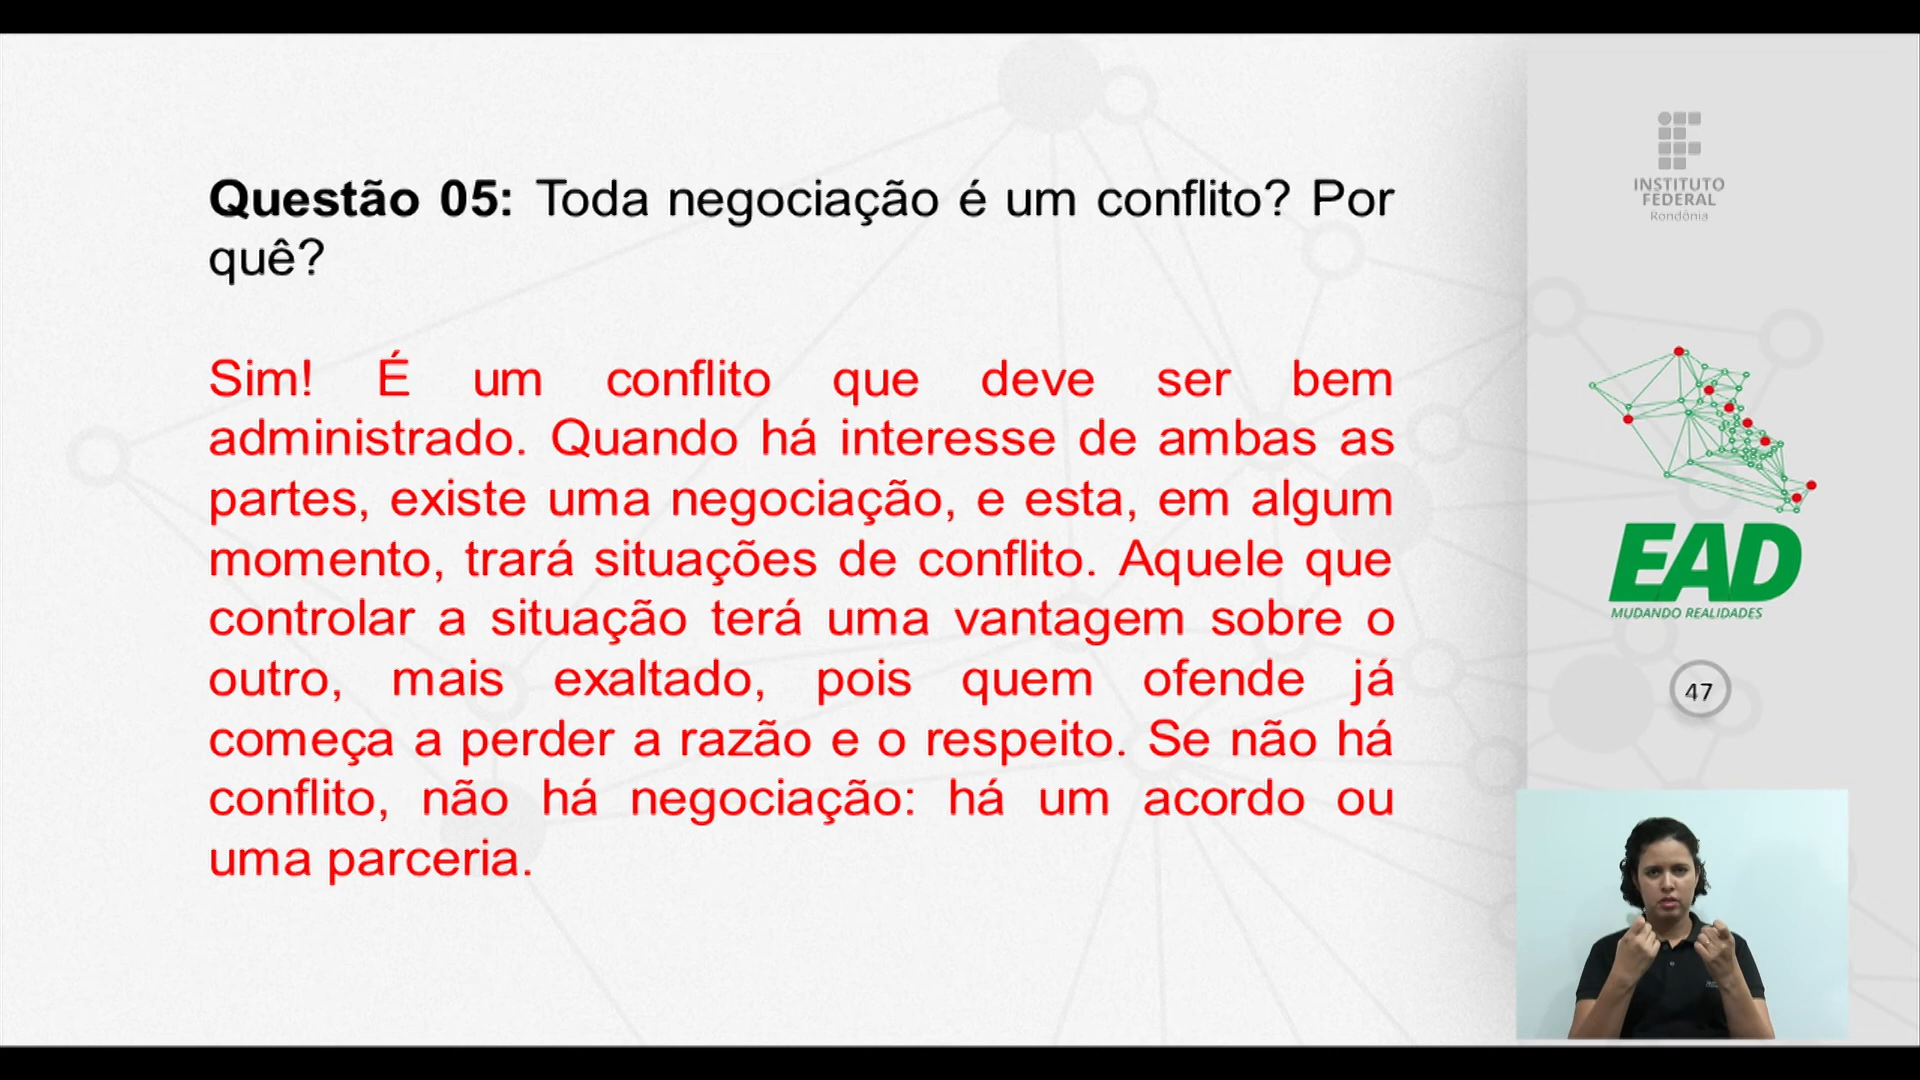 Questão 05: Toda negociação é um conflito? Por
quê?
Sim! É um conflito que deve ser bem
administrado. Quando há interesse de ambas as
partes, existe uma negociação, e esta, em algum
momento, trará situações de conflito. Aquele que
controlar a situação terá uma vantagem sobre o
outro, mais exaltado, pois quem ofende já
começa a perder a razão e o respeito. Se não há
conflito, não há negociação: há um acordo ou
uma parceria.
INSTITUTO
FEDERAL
Rondônia
EAD
MUDANDO REALIDADES
47